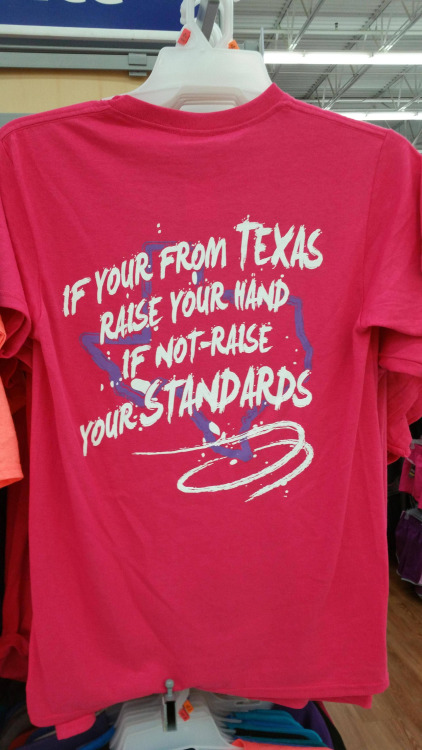 IF YOUR FROM TEXAS
RAISE YOUR HAND
IF NOT-RAISE
YOUR STANDARDS